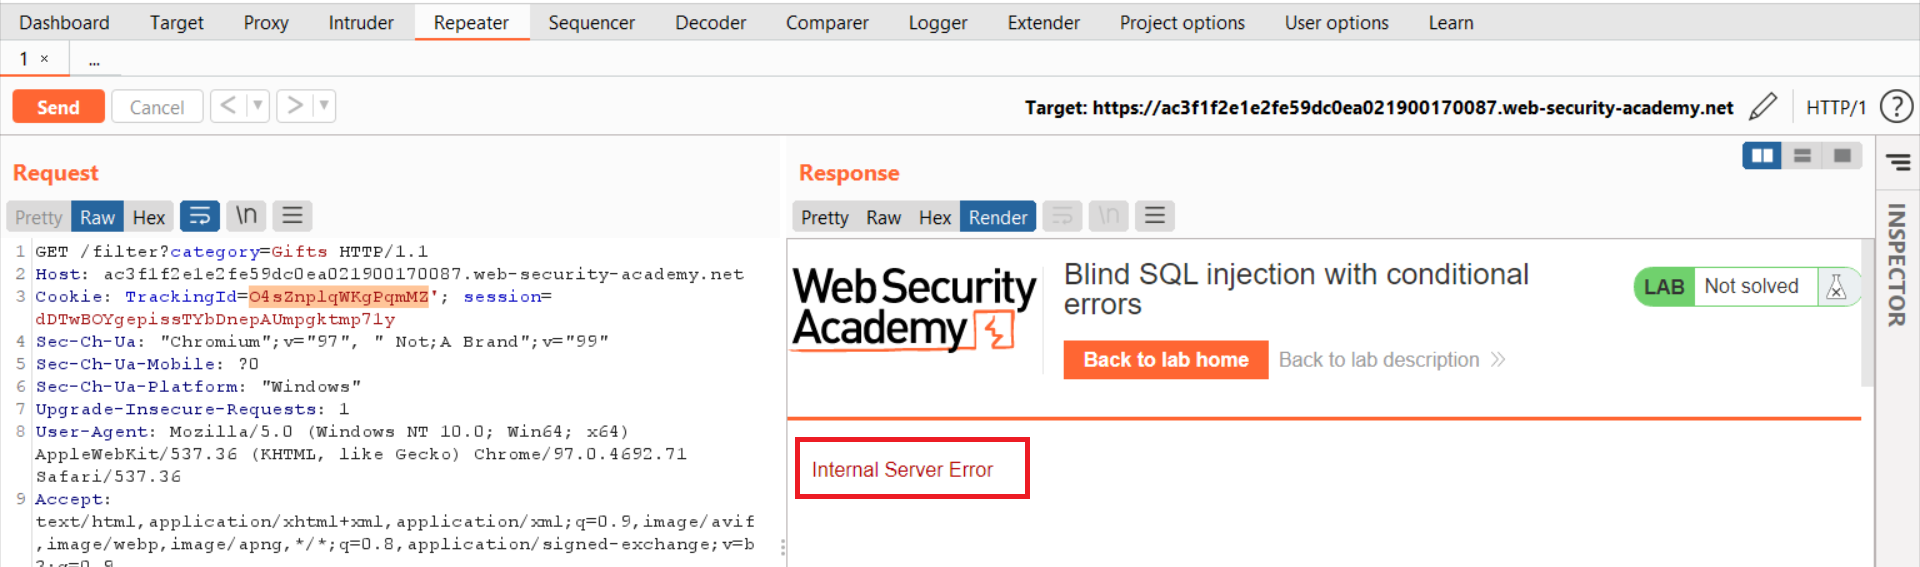 Dashboard Target Proxy Intruder Repeater Sequencer Decoder Comparer Logger Extender Project options User options Learn
1 × ...
Send Cancel < > Target: https://ac3f1f2e1e2fe59dc0ea021900170087.web-security-academy.net HTTP/1 ?
Request
Pretty Raw Hex \n
1 GET /filter?category=Gifts HTTP/1.1
2 Host: ac3f1f2e1e2fe59dc0ea021900170087.web-security-academy.net
3 Cookie: TrackingId=O4sZnplqWKgPqmMZ'; session=
dDTwBOYgepissTYbDnepAUmpgktmp71y
4 Sec-Ch-Ua: "Chromium";v="97", " Not;A Brand";v="99"
5 Sec-Ch-Ua-Mobile: ?0
6 Sec-Ch-Ua-Platform: "Windows"
7 Upgrade-Insecure-Requests: 1
8 User-Agent: Mozilla/5.0 (Windows NT 10.0; Win64; x64)
AppleWebKit/537.36 (KHTML, like Gecko) Chrome/97.0.4692.71
Safari/537.36
9 Accept:
text/html,application/xhtml+xml,application/xml;q=0.9,image/avif
,image/webp,image/apng,*/*;q=0.8,application/signed-exchange;v=b
3;q=0.9
Response
Pretty Raw Hex Render \n
Web Security
Academy
Blind SQL injection with conditional
errors
Back to lab home Back to lab description
LAB Not solved
Internal Server Error
INSPECTOR